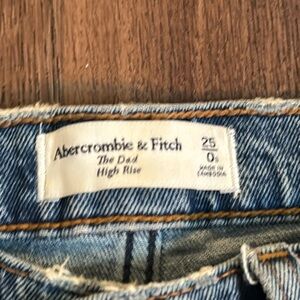 Abercrombie & Fitch
The Dad
High Rise
25
0s
MADE IN
CAMBODIA